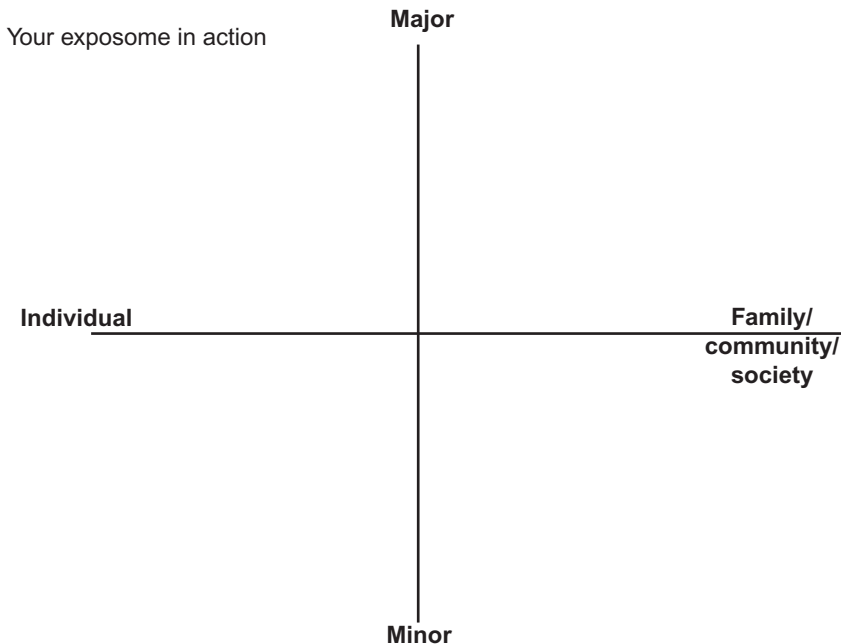 Major
Your exposome in action
Individual
Family/
community/
society
Minor